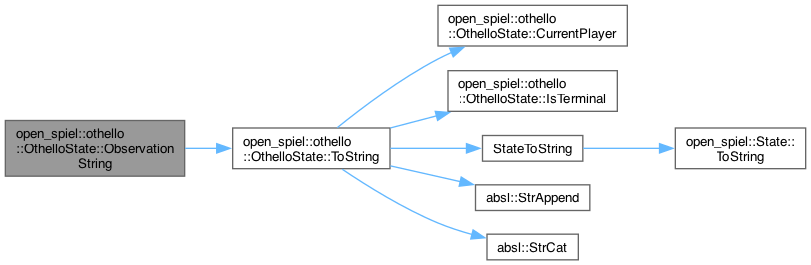 open_spiel::othello
::OthelloState::Observation
String
open_spiel::othello
::OthelloState::ToString
open_spiel::othello
::OthelloState::CurrentPlayer
open_spiel::othello
::OthelloState::IsTerminal
StateToString
open_spiel::State::
ToString
absl::StrAppend
absl::StrCat